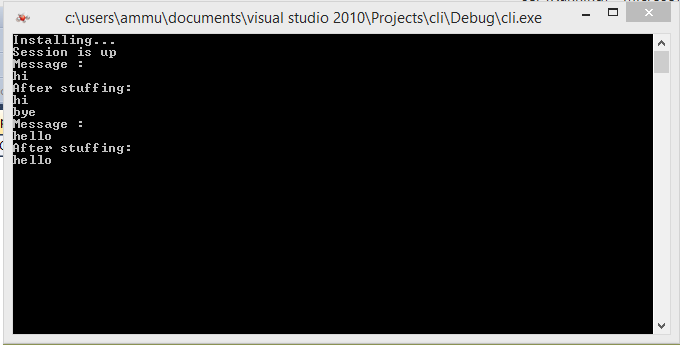 c:\users\ammu\documents\visual studio 2010\Projects\cli\Debug\cli.exe
Installing...
Session is up
Message :
hi
After stuffing:
hi
bye
Message :
hello
After stuffing:
hello